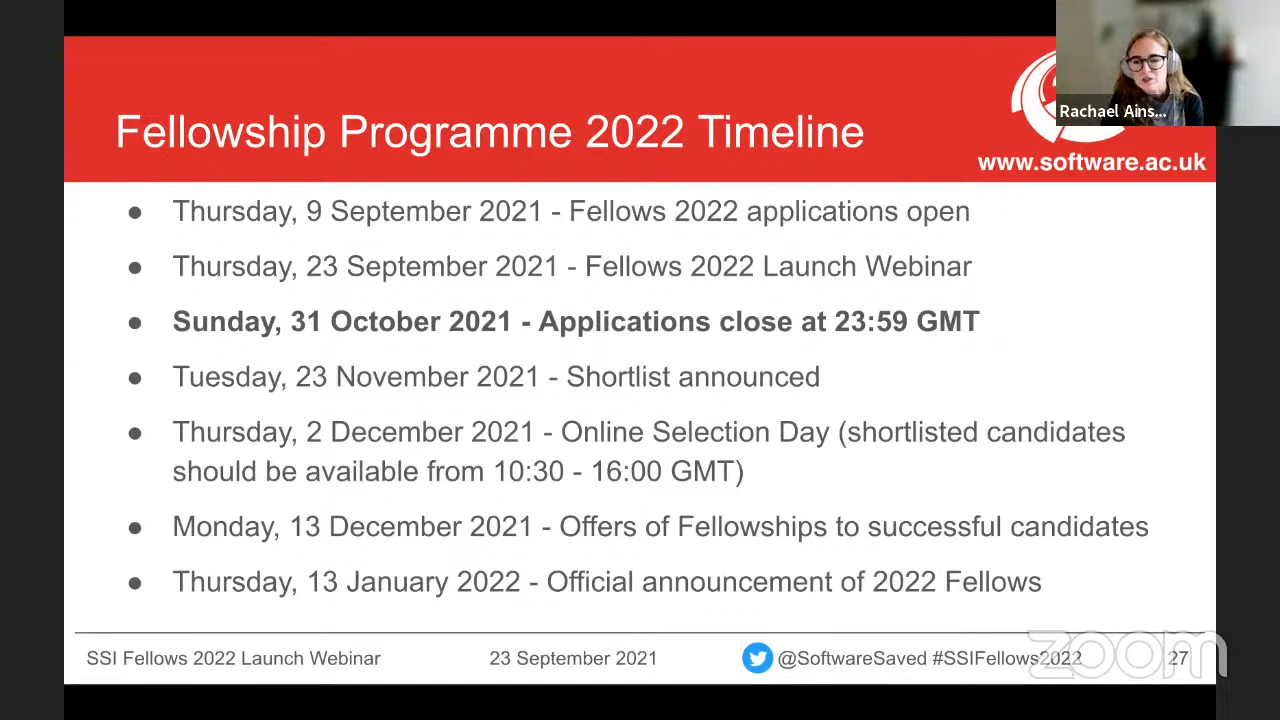 Rachael Ains...
Fellowship Programme 2022 Timeline
www.software.ac.uk
● Thursday, 9 September 2021 - Fellows 2022 applications open
● Thursday, 23 September 2021 - Fellows 2022 Launch Webinar
● Sunday, 31 October 2021 - Applications close at 23:59 GMT
● Tuesday, 23 November 2021 - Shortlist announced
● Thursday, 2 December 2021 - Online Selection Day (shortlisted candidates
should be available from 10:30 - 16:00 GMT)
● Monday, 13 December 2021 - Offers of Fellowships to successful candidates
● Thursday, 13 January 2022 - Official announcement of 2022 Fellows
SSI Fellows 2022 Launch Webinar 23 September 2021 @SoftwareSaved #SSIFellows2022 27
zoom